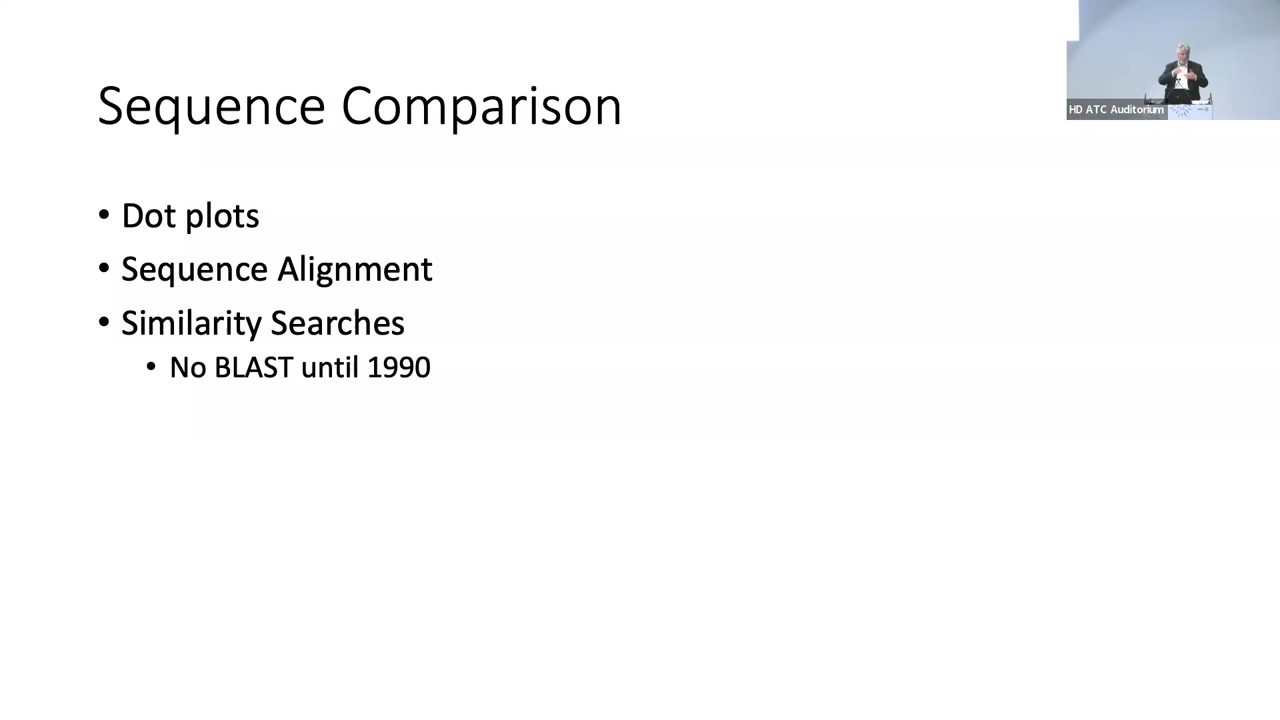 Sequence Comparison
• Dot plots
• Sequence Alignment
• Similarity Searches
• No BLAST until 1990
HD ATC Auditorium